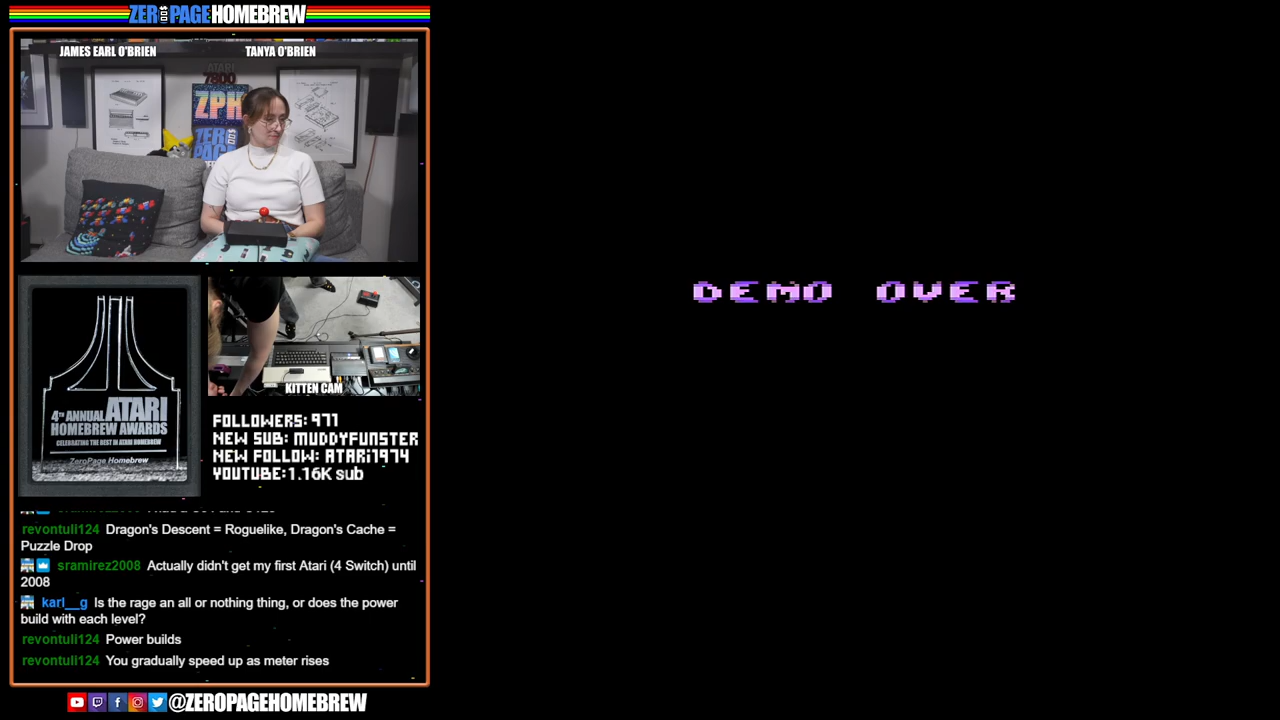 ZEROPAGE HOMEBREW
JAMES EARL O'BRIEN
TANYA O'BRIEN
ATARI
7800
ZPH
ZERO
PAGE
4TH ANNUAL ATARI
HOMEBREW AWARDS
CELEBRATING THE BEST IN ATARI HOMEBREW
ZeroPage Homebrew
KITTEN CAM
FOLLOWERS: 971
NEW SUB: MUDDYFUNSTER
NEW FOLLOW: ATARI1974
YOUTUBE:1.16K sub
revontuli124 Dragon's Descent = Roguelike, Dragon's Cache =
Puzzle Drop
sramirez2008 Actually didn't get my first Atari (4 Switch) until
2008
karl__g Is the rage an all or nothing thing, or does the power
build with each level?
revontuli124 Power builds
revontuli124 You gradually speed up as meter rises
@ZEROPAGEHOMEBREW
DEMO OVER